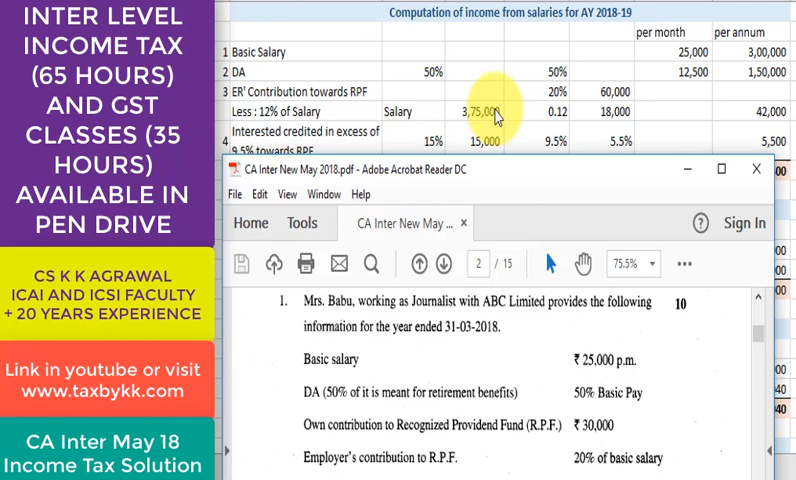 INTER LEVEL
INCOME TAX
(65 HOURS)
AND GST
CLASSES (35
HOURS)
AVAILABLE IN
PEN DRIVE
CS K K AGRAWAL
ICAI AND ICSI FACULTY
+ 20 YEARS EXPERIENCE
Link in youtube or visit
www.taxbykk.com
CA Inter May 18
Income Tax Solution
Computation of income from salaries for AY 2018-19
per month per annum
1 Basic Salary 25,000 3,00,000
2 DA 50% 50% 12,500 1,50,000
3 ER' Contribution towards RPF 20% 60,000
Less : 12% of Salary Salary 3,75,000 0.12 18,000 42,000
Interested credited in excess of
4 9.5% towards RPF 15% 15,000 9.5% 5.5% 5,500
CA Inter New May 2018.pdf - Adobe Acrobat Reader DC
File Edit View Window Help
Home Tools CA Inter New May ... × ? Sign In
2 / 15 75.5%
1. Mrs. Babu, working as Journalist with ABC Limited provides the following 10
information for the year ended 31-03-2018.
Basic salary ₹ 25,000 p.m.
DA (50% of it is meant for retirement benefits) 50% Basic Pay
Own contribution to Recognized Provident Fund (R.P.F.) ₹ 30,000
Employer's contribution to R.P.F. 20% of basic salary